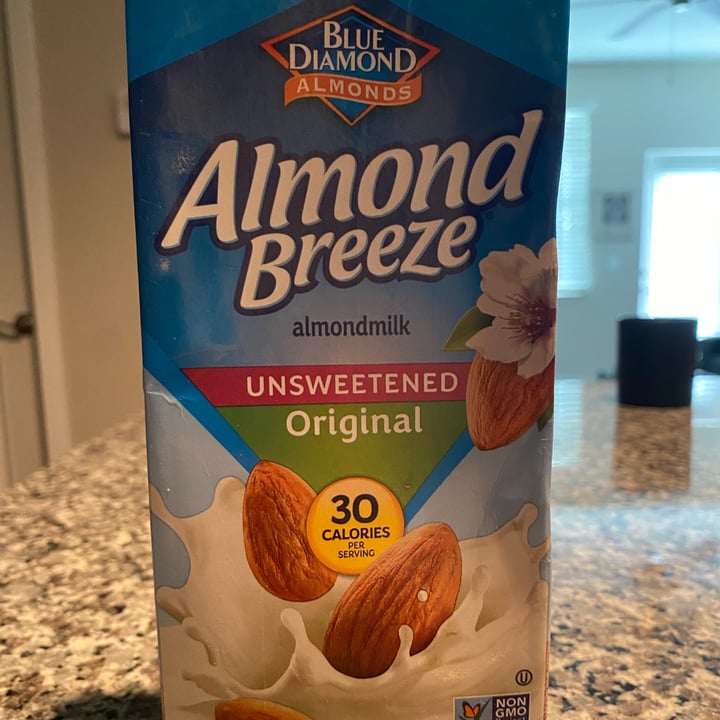 BLUE
DIAMOND
ALMONDS
Almond
Breeze
almondmilk
UNSWEETENED
Original
30
CALORIES
PER
SERVING
U
NON
GMO